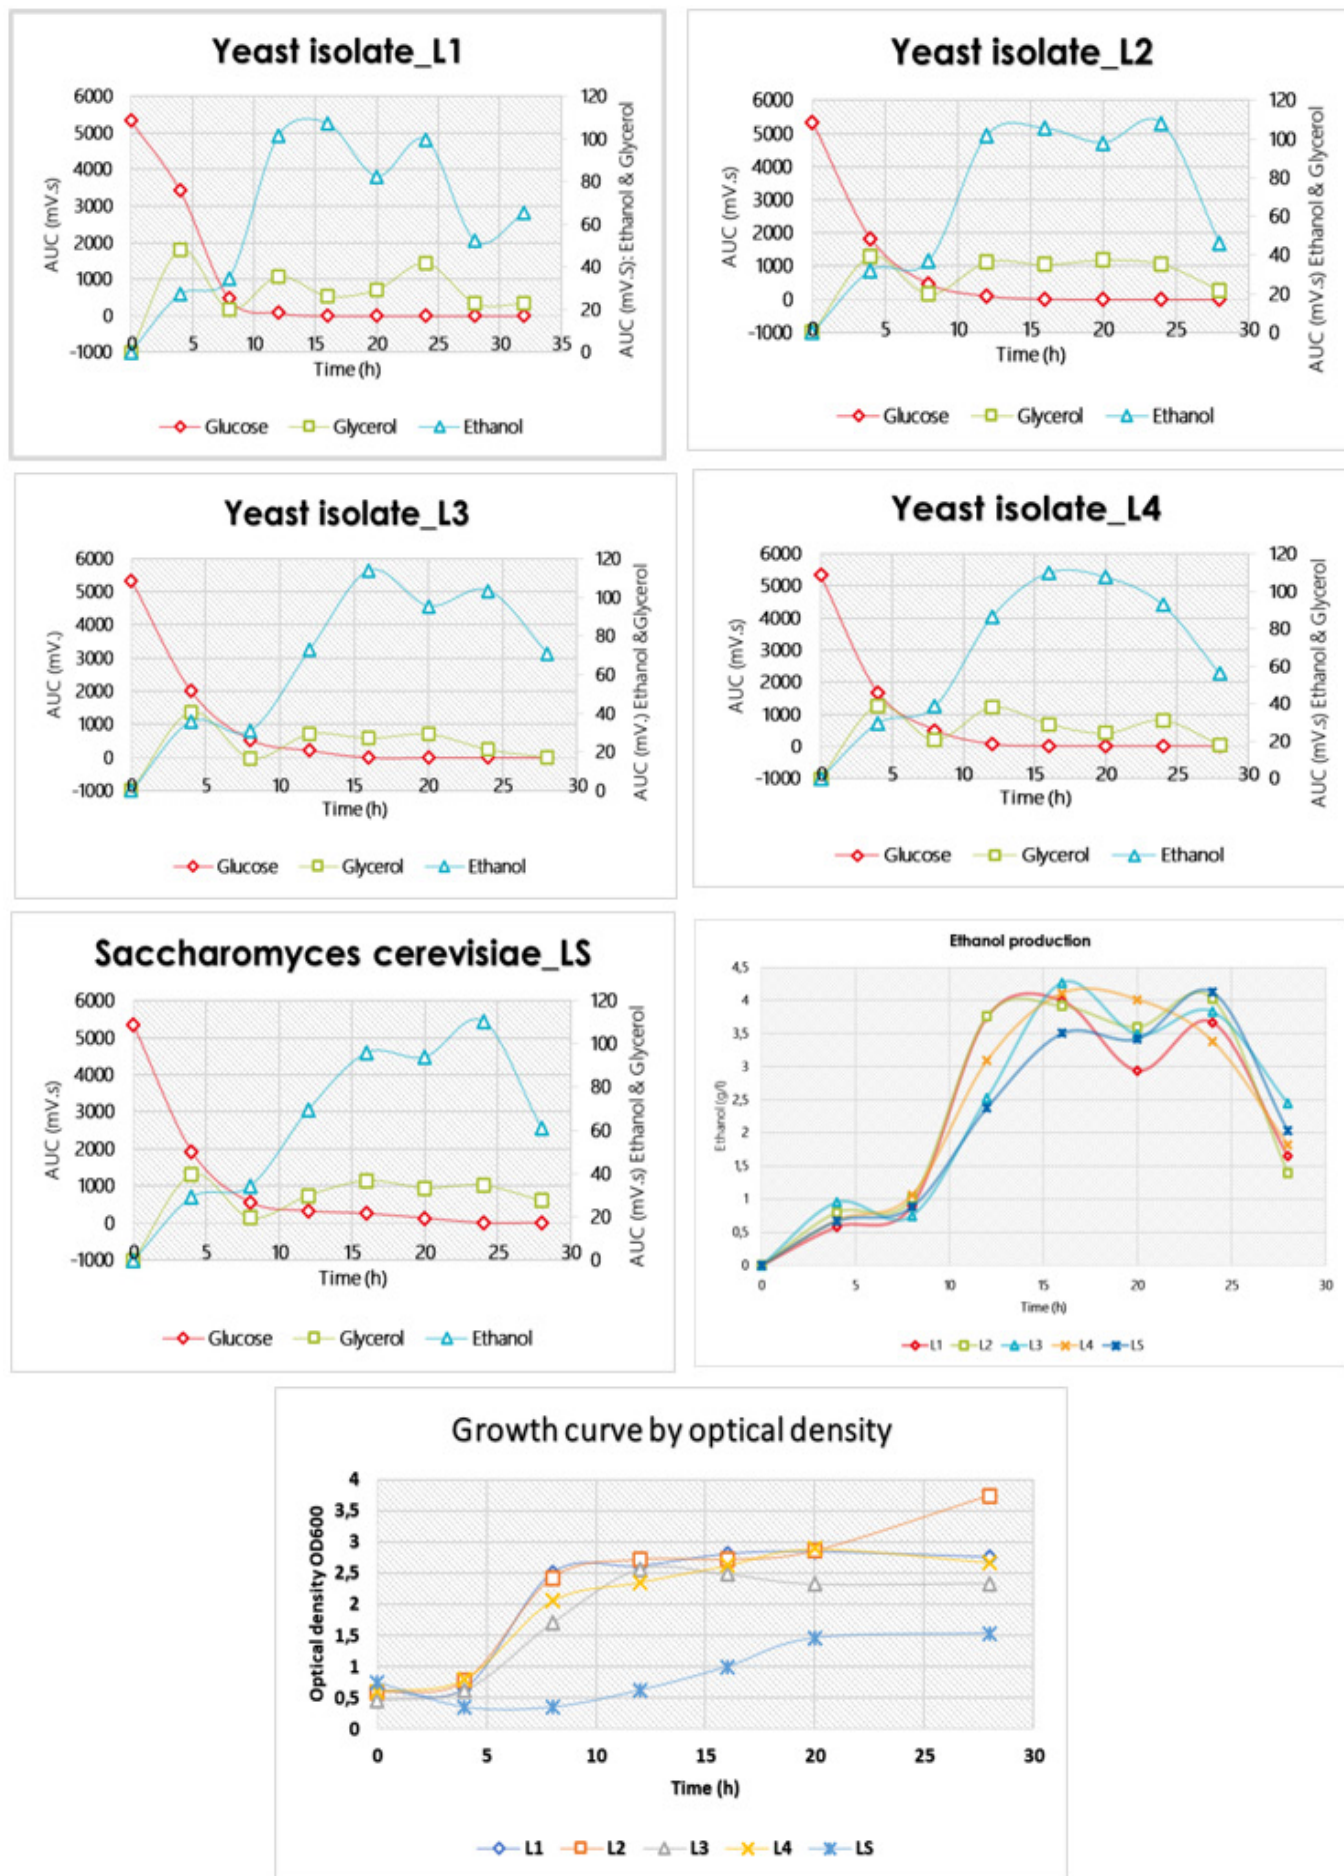 Yeast isolate_L1
6000
5000
4000
3000
2000
1000
0
-1000
120
100
80
60
40
20
0
0 5 10 15 20 25 30 35
AUC (mV.s)
AUC (mV.S): Ethanol & Glycerol
Time (h)
Glucose Glycerol Ethanol
Yeast isolate_L2
6000
5000
4000
3000
2000
1000
0
-1000
120
100
80
60
40
20
0
0 5 10 15 20 25 30
AUC (mV.s)
AUC (mV.s) Ethanol & Glycerol
Time (h)
Glucose Glycerol Ethanol
Yeast isolate_L3
6000
5000
4000
3000
2000
1000
0
-1000
120
100
80
60
40
20
0
0 5 10 15 20 25 30
AUC (mV.)
AUC (mV.) Ethanol &Glycerol
Time (h)
Glucose Glycerol Ethanol
Yeast isolate_L4
6000
5000
4000
3000
2000
1000
0
-1000
120
100
80
60
40
20
0
0 5 10 15 20 25 30
AUC (mV.s)
AUC (mV.s) Ethanol & Glycerol
Time (h)
Glucose Glycerol Ethanol
Saccharomyces cerevisiae_LS
6000
5000
4000
3000
2000
1000
0
-1000
120
100
80
60
40
20
0
0 5 10 15 20 25 30
AUC (mV.s)
AUC (mV.s) Ethanol & Glycerol
Time (h)
Glucose Glycerol Ethanol
Ethanol production
4,5
4
3,5
3
2,5
2
1,5
1
0,5
0
0 5 10 15 20 25 30
Ethanol (g/l)
Time (h)
L1 L2 L3 L4 LS
Growth curve by optical density
4
3,5
3
2,5
2
1,5
1
0,5
0
0 5 10 15 20 25 30
Optical density OD600
Time (h)
L1 L2 L3 L4 LS